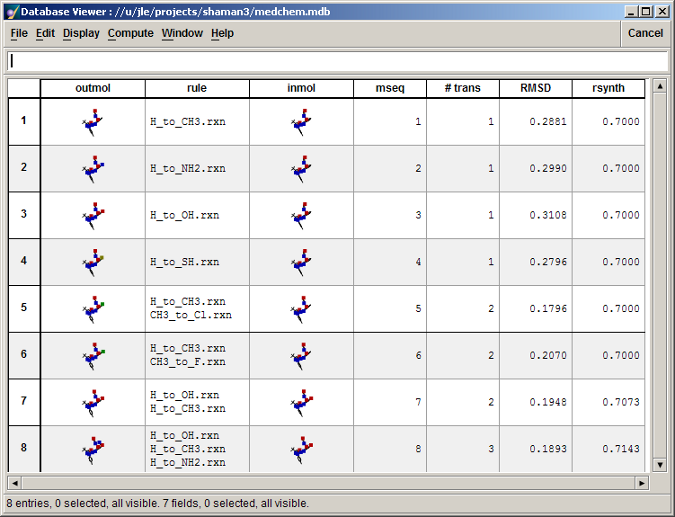 Database Viewer : //u/jle/projects/shaman3/medchem.mdb
File Edit Display Compute Window Help Cancel
outmol rule inmol mseq # trans RMSD rsynth
1 H_to_CH3.rxn 1 1 0.2881 0.7000
2 H_to_NH2.rxn 2 1 0.2990 0.7000
3 H_to_OH.rxn 3 1 0.3108 0.7000
4 H_to_SH.rxn 4 1 0.2796 0.7000
5 H_to_CH3.rxn 5 2 0.1796 0.7000
CH3_to_Cl.rxn
6 H_to_CH3.rxn 6 2 0.2070 0.7000
CH3_to_F.rxn
7 H_to_OH.rxn 7 2 0.1948 0.7073
H_to_CH3.rxn
8 H_to_OH.rxn 8 3 0.1893 0.7143
H_to_CH3.rxn
H_to_NH2.rxn
8 entries, 0 selected, all visible. 7 fields, 0 selected, all visible.